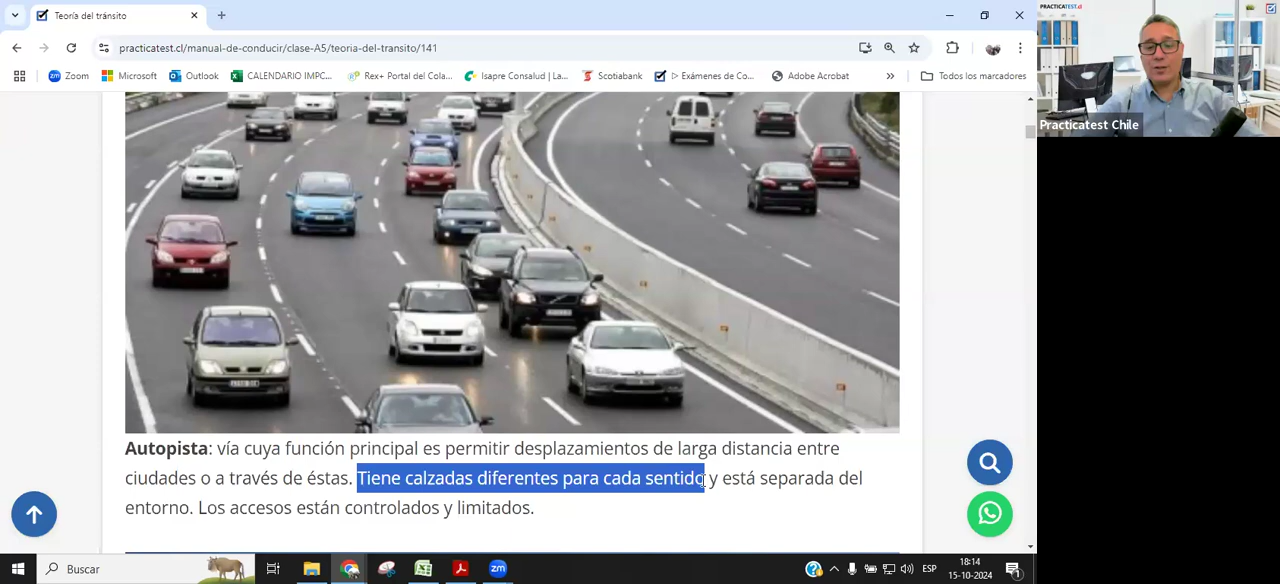 Teoría del tránsito
practicatest.cl/manual-de-conducir/clase-A5/teoria-del-transito/141
Zoom
Microsoft
Outlook
CALENDARIO IMPC...
Rex+ Portal del Cola...
Isapre Consalud | La...
Scotiabank
▷ Exámenes de Co...
Adobe Acrobat
»
Todos los marcadores
PRACTICATEST.cl
Practicatest Chile
Autopista: vía cuya función principal es permitir desplazamientos de larga distancia entre
ciudades o a través de éstas. Tiene calzadas diferentes para cada sentido y está separada del
entorno. Los accesos están controlados y limitados.
Buscar
ESP
18:14
15-10-2024
1